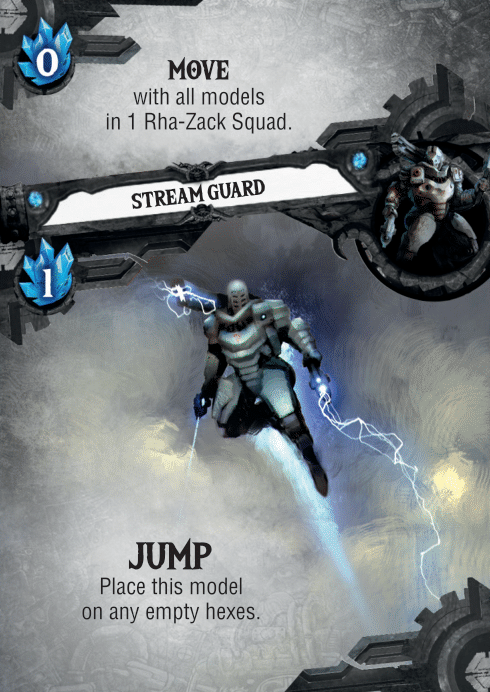 0
MOVE
with all models
in 1 Rha-Zack Squad.
STREAM GUARD
1
JUMP
Place this model
on any empty hexes.